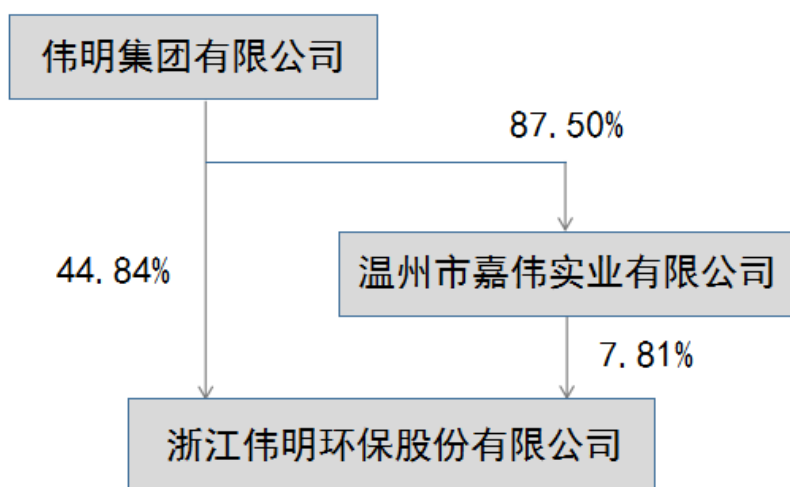 伟明集团有限公司
87.50%
44.84%
温州市嘉伟实业有限公司
7.81%
浙江伟明环保股份有限公司